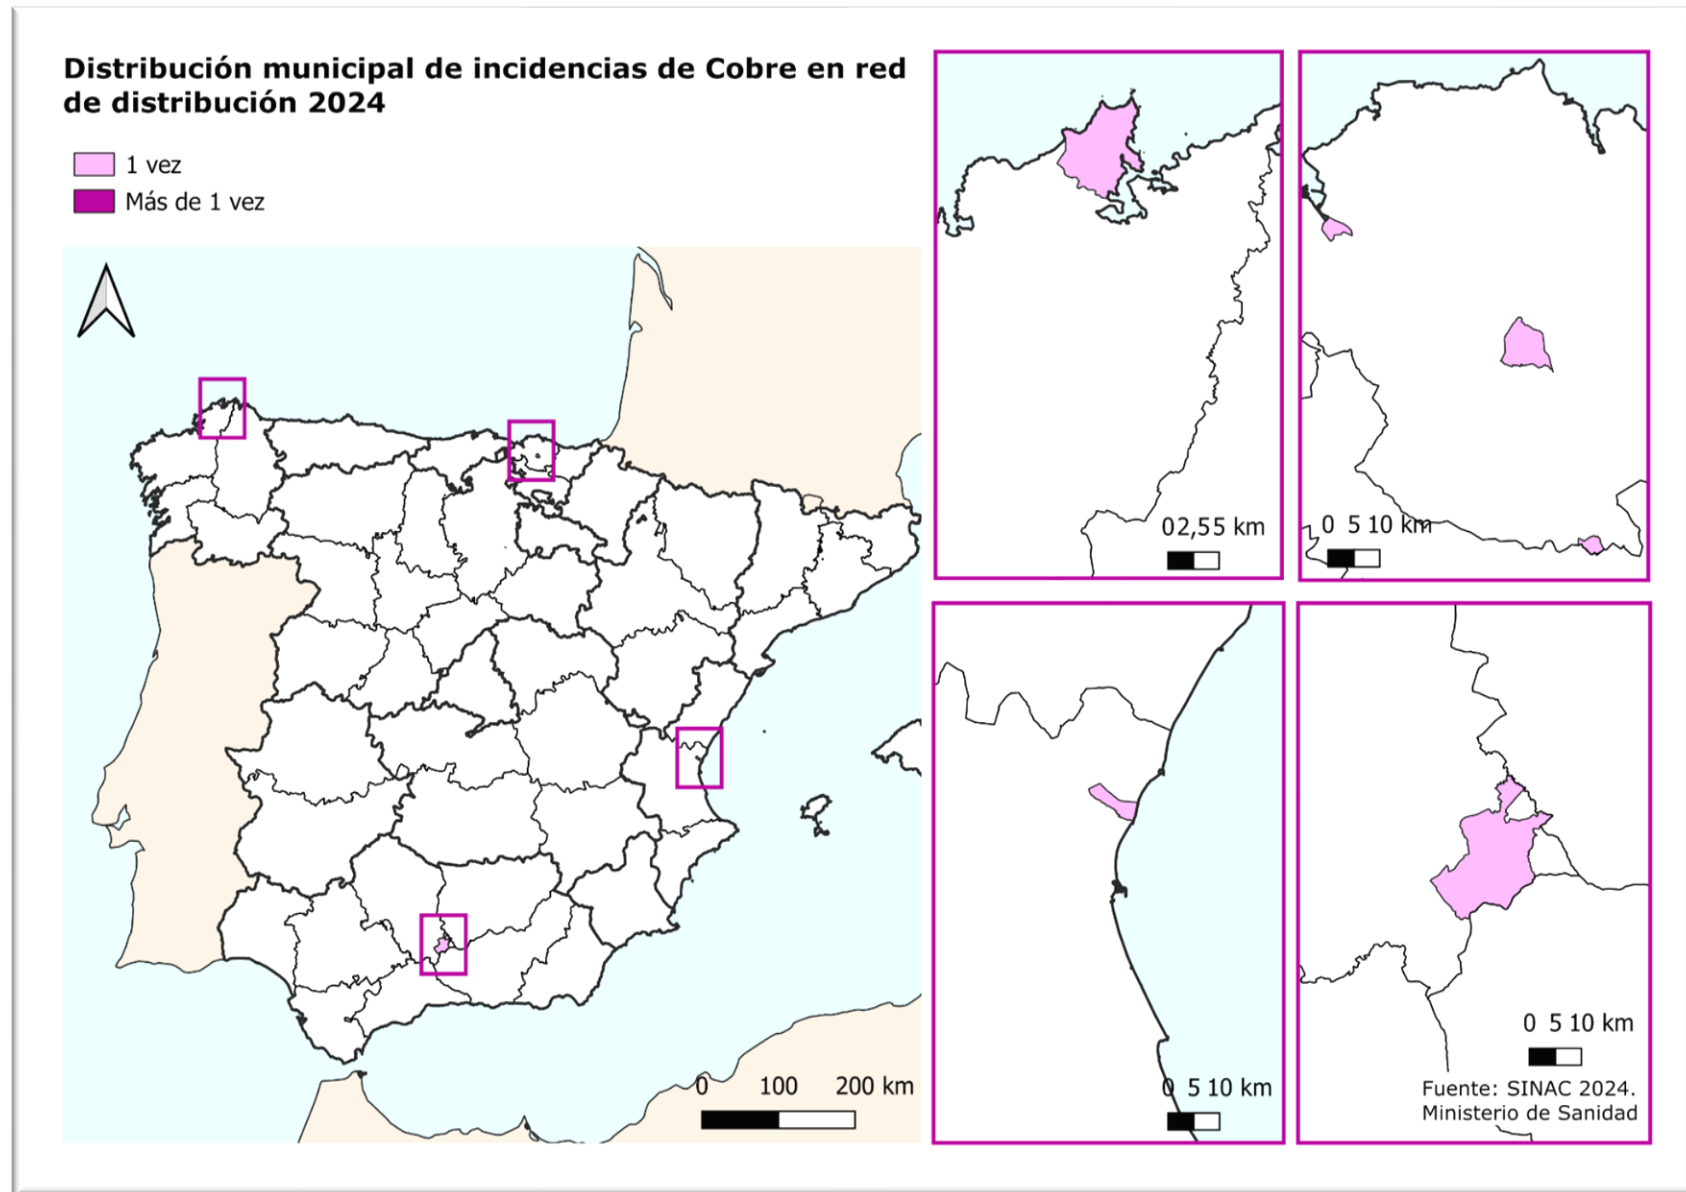 Distribución municipal de incidencias de Cobre en red
de distribución 2024
1 vez
Más de 1 vez
0 100 200 km
02,55 km
0 5 10 km
0 5 10 km
0 5 10 km
Fuente: SINAC 2024.
Ministerio de Sanidad